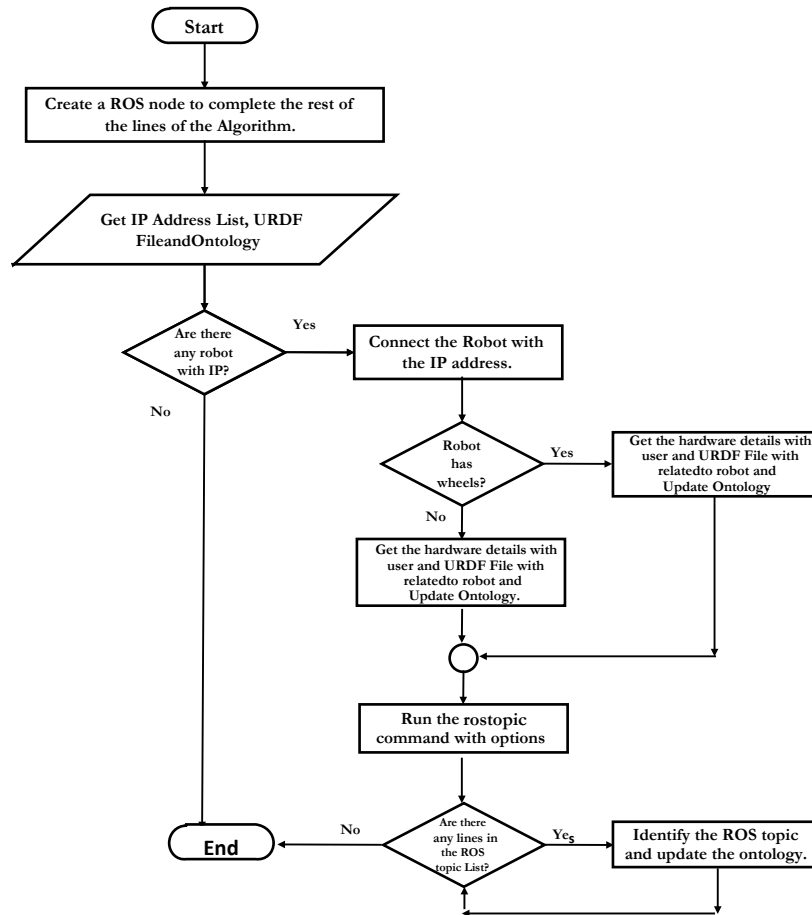 Start
Create a ROS node to complete the rest of
the lines of the Algorithm.
Get IP Address List, URDF
FileandOntology
Are there
any robot
with IP?
Yes
No
Connect the Robot with
the IP address.
Robot
has
wheels?
Yes
No
Get the hardware details with
user and URDF File with
relatedto robot and
Update Ontology
Get the hardware details with
user and URDF File with
relatedto robot and
Update Ontology.
Run the rostopic
command with options
Are there
any lines in
the ROS
topic List?
No
Yes
Identify the ROS topic
and update the ontology.
End